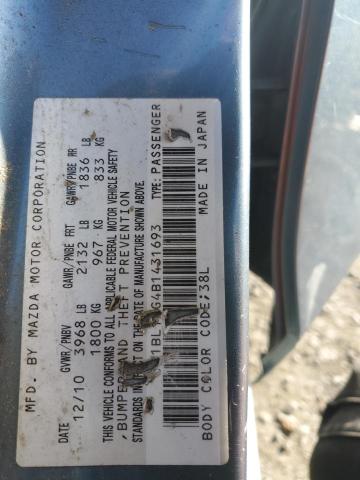 MFD. BY MAZDA MOTOR CORPORATION
DATE GVWR/PNBV GAWR/PNBE FRT GAWR/PNBE RR
12/10 3968 LB 2132 LB 1836 LB
1800 KG 967 KG 833 KG
THIS VEHICLE CONFORMS TO ALL APPLICABLE FEDERAL MOTOR VEHICLE SAFETY
, BUMPER AND THEFT PREVENTION
STANDARDS IN EFFECT ON THE DATE OF MANUFACTURE SHOWN ABOVE.
TYPE: PASSENGER
BODY COLOR CODE;38L MADE IN JAPAN